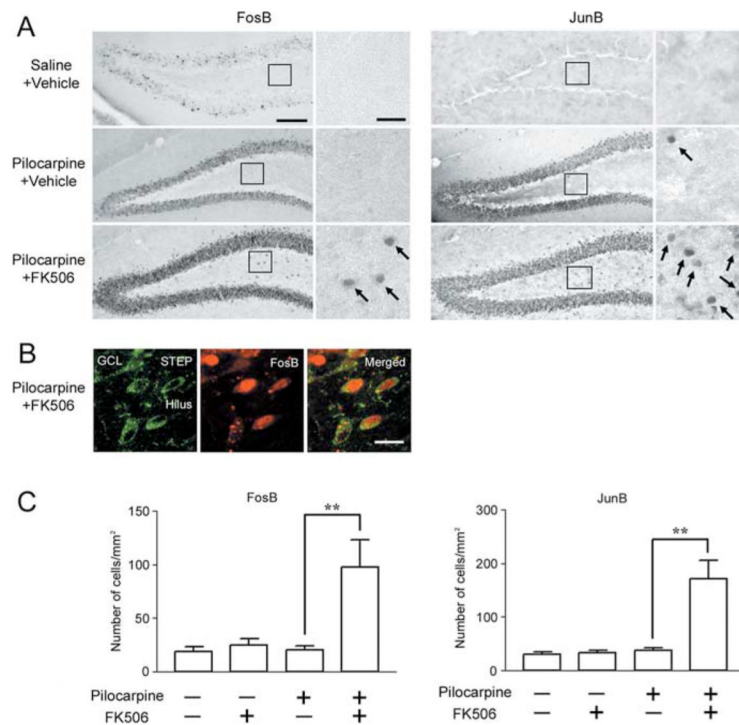 A
FosB
JunB
Saline
+Vehicle
Pilocarpine
+Vehicle
Pilocarpine
+FK506
B
Pilocarpine
+FK506
GCL
STEP
Hilus
FosB
Merged
C
FosB
Number of cells/mm²
150
100
50
0
**
Pilocarpine — — + +
FK506 — + — +
JunB
Number of cells/mm²
300
200
100
0
**
Pilocarpine — — + +
FK506 — + — +